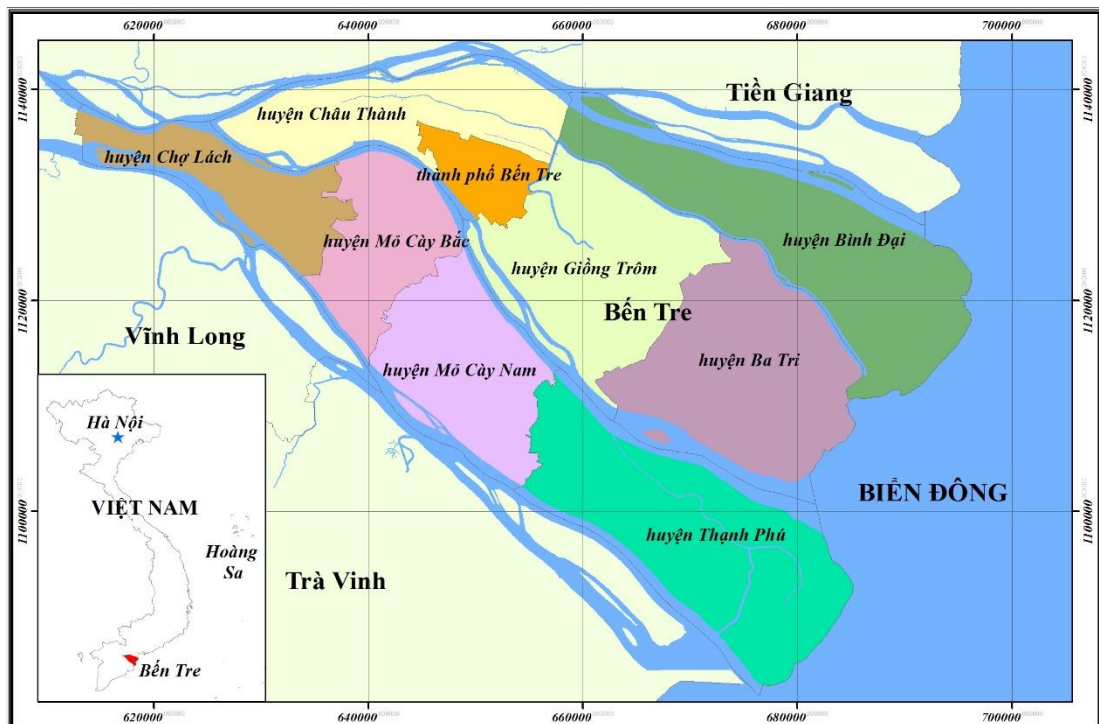 620000
640000
660000
680000
700000
1140000
1140000
Tiền Giang
huyện Châu Thành
huyện Chợ Lách
thành phố Bến Tre
huyện Mỏ Cày Bắc
huyện Bình Đại
huyện Giồng Trôm
Bến Tre
1120000
1120000
Vĩnh Long
huyện Mỏ Cày Nam
huyện Ba Tri
Hà Nội
VIỆT NAM
BIỂN ĐÔNG
1100000
1100000
huyện Thạnh Phú
Hoàng
Sa
Trà Vinh
Bến Tre
620000
640000
660000
680000
700000